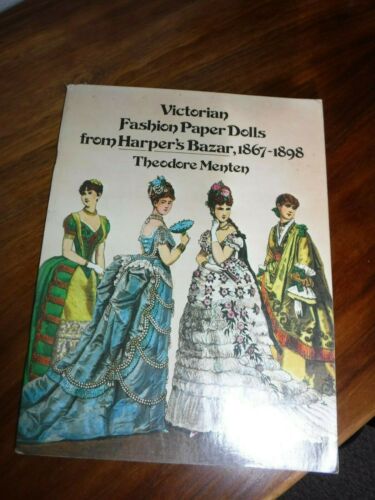 Victorian
Fashion Paper Dolls
from Harper's Bazar, 1867-1898
Theodore Menten